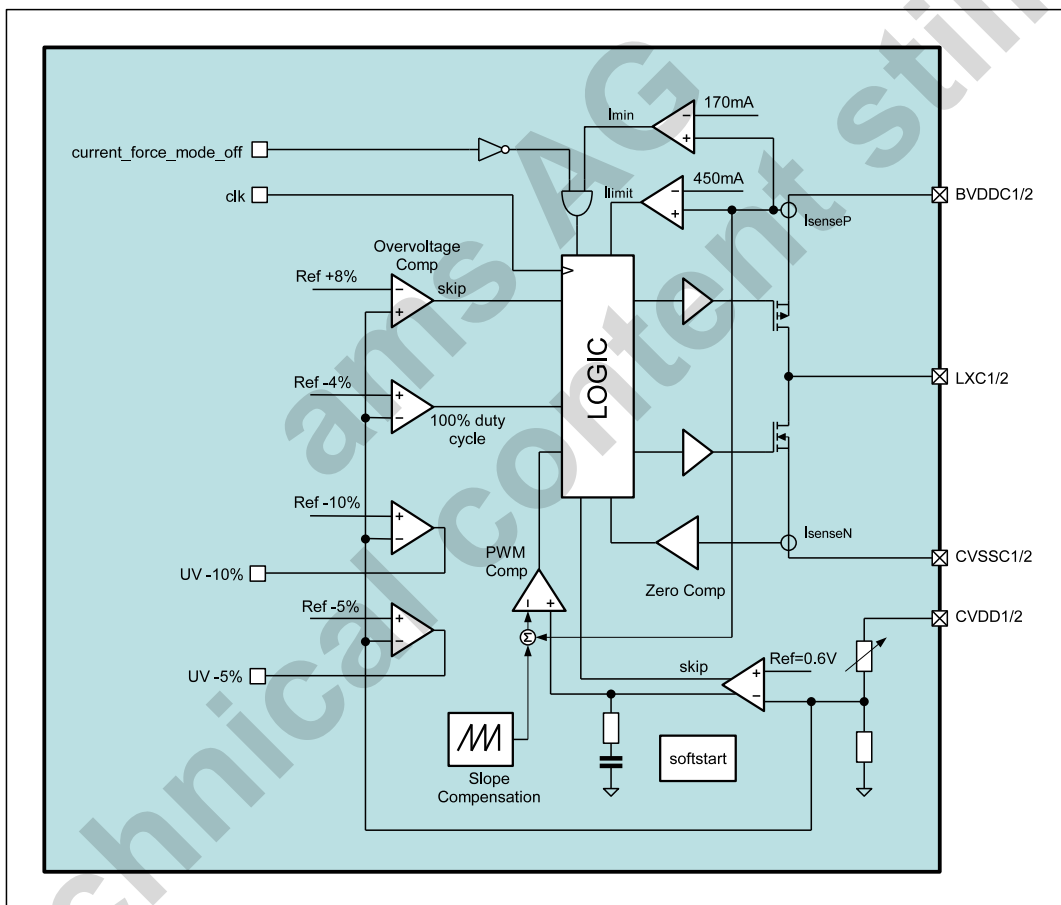 170mA
Imin
current_force_mode_off
450mA
clk
Ilimit
IsenseP
BVDDC1/2
Overvoltage
Comp
Ref +8%
skip
LOGIC
Ref -4%
100% duty
cycle
LXC1/2
Ref -10%
IsenseN
PWM
Comp
CVSSC1/2
UV -10%
Zero Comp
Ref -5%
CVDD1/2
Σ
Ref=0.6V
skip
UV -5%
softstart
Slope
Compensation
ams AG
chnical content still